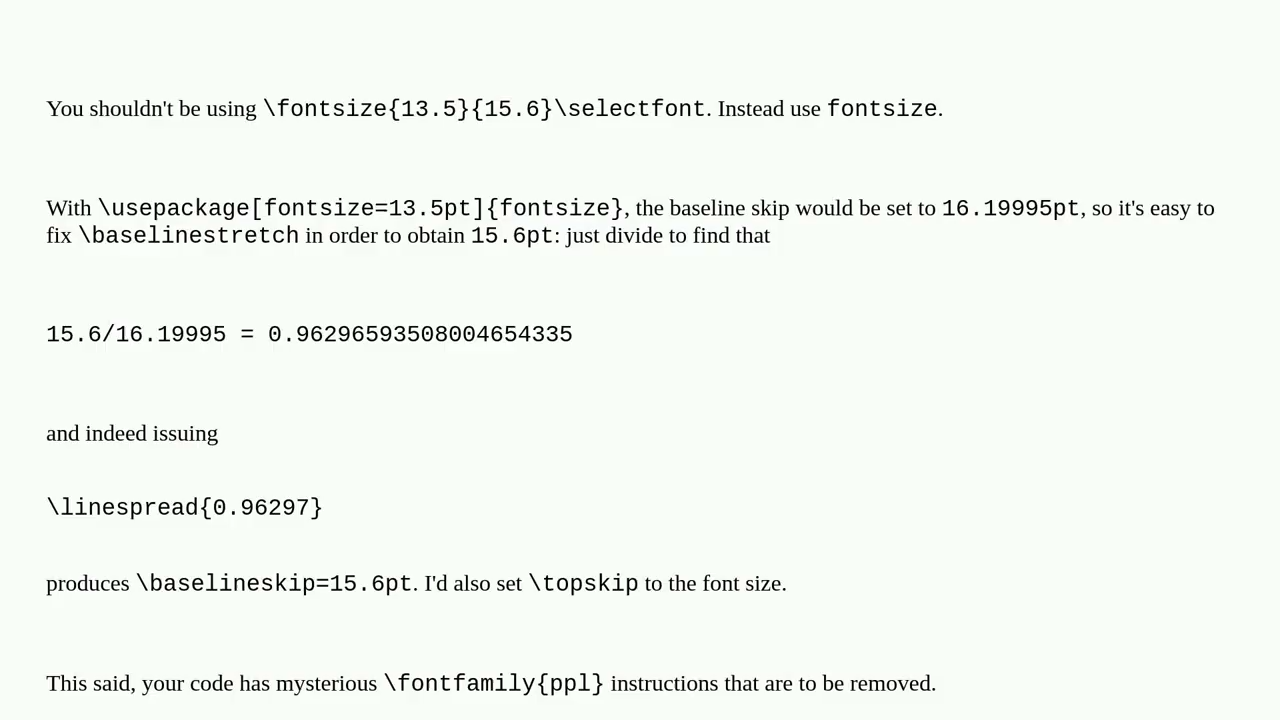 You shouldn't be using \fontsize{13.5}{15.6}\selectfont. Instead use fontsize.
With \usepackage[fontsize=13.5pt]{fontsize}, the baseline skip would be set to 16.19995pt, so it's easy to
fix \baselinestretch in order to obtain 15.6pt: just divide to find that
15.6/16.19995 = 0.96296593508004654335
and indeed issuing
\linespread{0.96297}
produces \baselineskip=15.6pt. I'd also set \topskip to the font size.
This said, your code has mysterious \fontfamily{ppl} instructions that are to be removed.